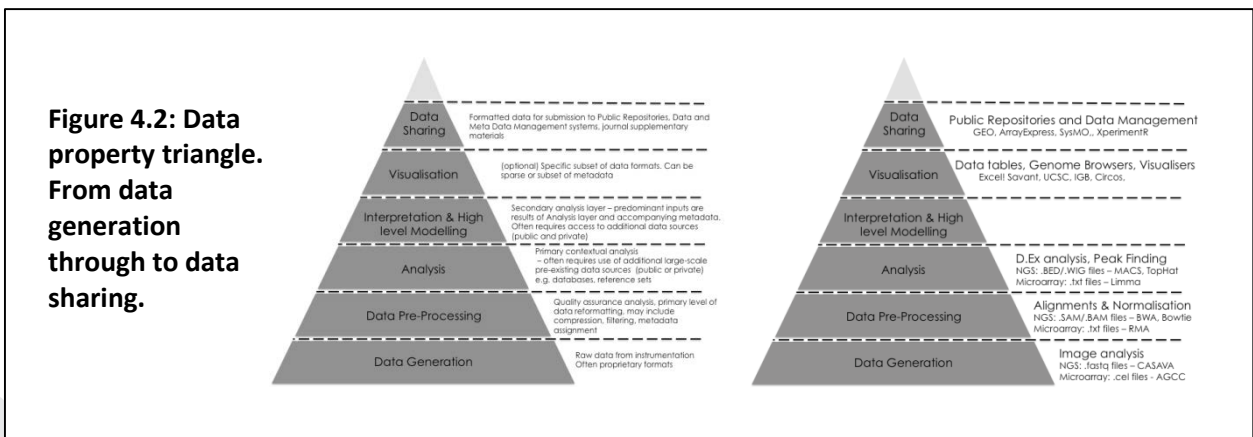 Figure 4.2: Data
property triangle.
From data
generation
through to data
sharing.
Data
Sharing
Formatted data for submission to Public Repositories, Data and
Meta Data Management systems, journal supplementary
materials
Visualisation
(optional) Specific subset of data formats. Can be
sparse or subset of metadata
Interpretation & High
level Modelling
Secondary analysis layer – predominant inputs are
results of Analysis layer and accompanying metadata.
Often requires access to additional data sources
(public and private)
Analysis
Primary contextual analysis
– often requires use of additional large-scale
pre-existing data sources (public or private)
e.g. databases, reference sets
Data Pre-Processing
Quality assurance analysis, primary level of
data reformatting, may include
compression, filtering, metadata
assignment
Data Generation
Raw data from instrumentation
Often proprietary formats
Data
Sharing
Public Repositories and Data Management
GEO, ArrayExpress, SysMO,, XperimentR
Visualisation
Data tables, Genome Browsers, Visualisers
Excel! Savant, UCSC, IGB, Circos,
Interpretation & High
level Modelling
Analysis
D.Ex analysis, Peak Finding
NGS: .BED/.WIG files – MACS, TopHat
Microarray: .txt files – Limma
Data Pre-Processing
Alignments & Normalisation
NGS: .SAM/.BAM files – BWA, Bowtie
Microarray: .txt files – RMA
Data Generation
Image analysis
NGS: .fastq files – CASAVA
Microarray: .cel files - AGCC